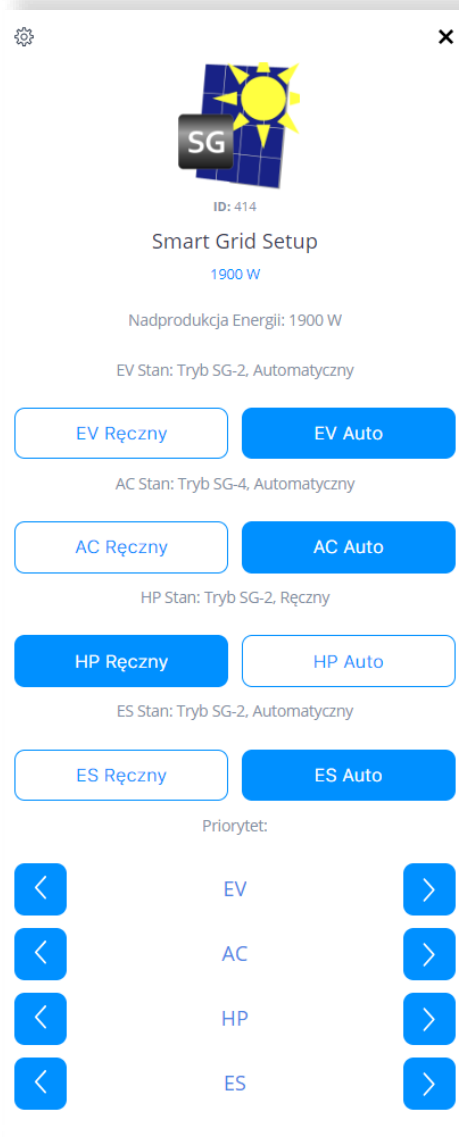 SG
ID: 414
Smart Grid Setup
1900 W
Nadprodukcja Energii: 1900 W
EV Stan: Tryb SG-2, Automatyczny
EV Ręczny EV Auto
AC Stan: Tryb SG-4, Automatyczny
AC Ręczny AC Auto
HP Stan: Tryb SG-2, Ręczny
HP Ręczny HP Auto
ES Stan: Tryb SG-2, Automatyczny
ES Ręczny ES Auto
Priorytet:
EV
AC
HP
ES